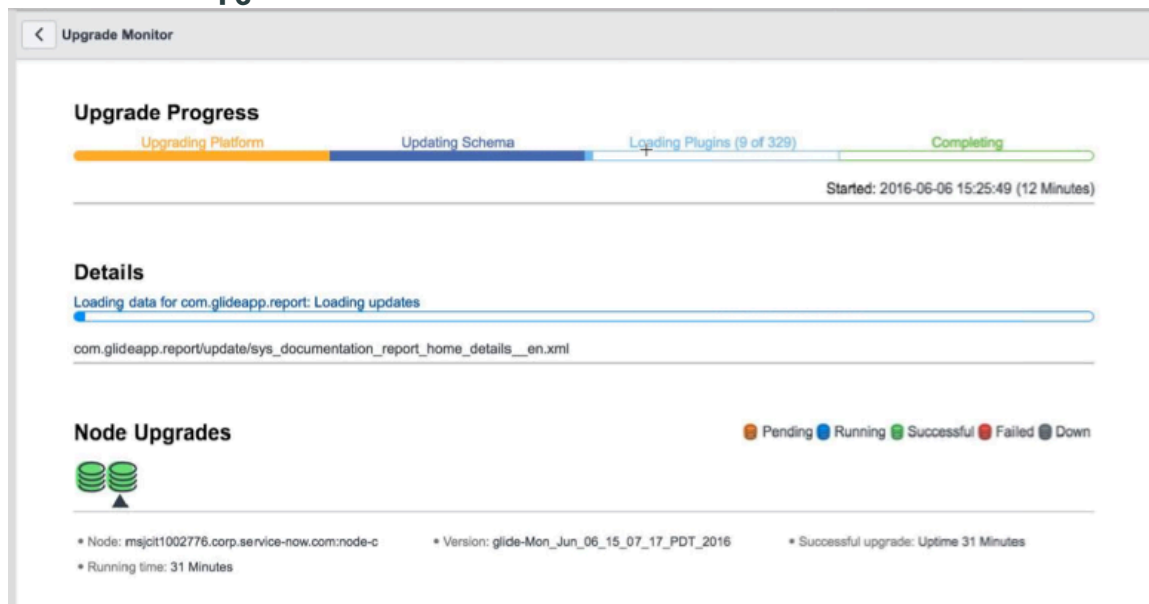 Upgrade Monitor
Upgrade Progress
Upgrading Platform Updating Schema Loading Plugins (9 of 329) Completing
Started: 2016-06-06 15:25:49 (12 Minutes)
Details
Loading data for com.glideapp.report: Loading updates
com.glideapp.report/update/sys_documentation_report_home_details__en.xml
Node Upgrades
Pending Running Successful Failed Down
• Node: msjcit1002776.corp.service-now.com:node-c • Version: glide-Mon_Jun_06_15_07_17_PDT_2016 • Successful upgrade: Uptime 31 Minutes
• Running time: 31 Minutes